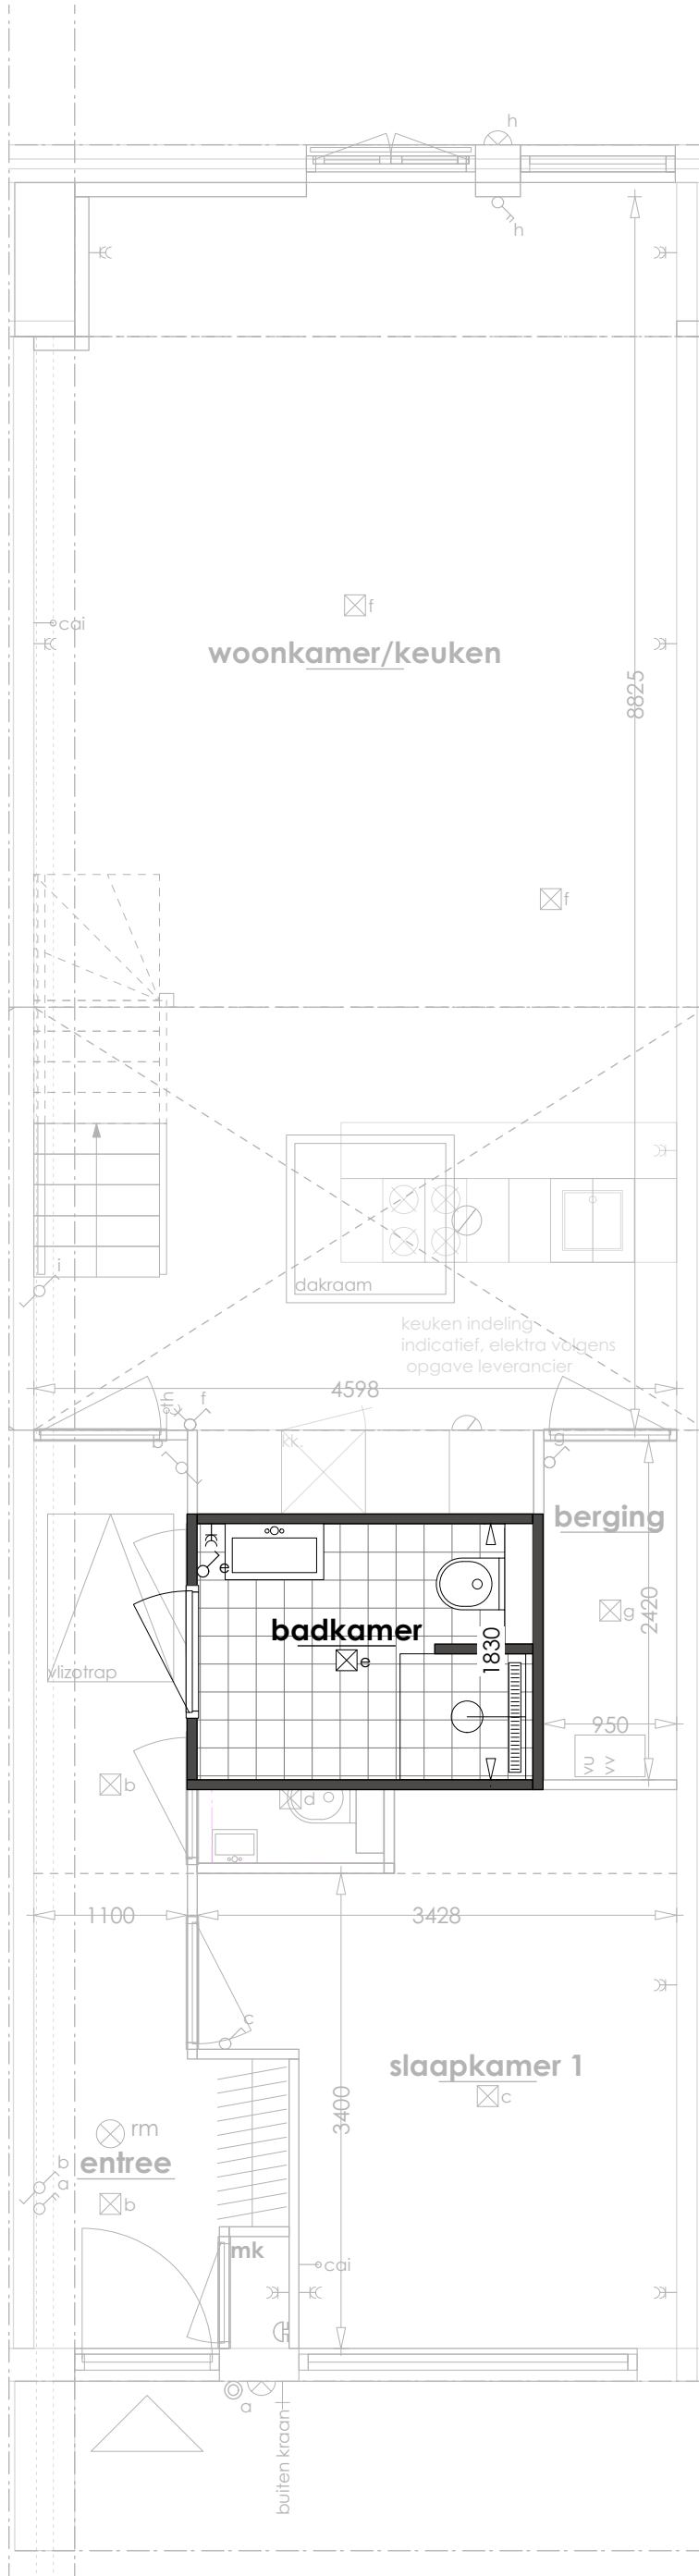 h
h
f
cai
woonkamer/keuken
8825
f
i
dakraam
keuken indeling
indicatief, elektra volgens
opgave leverancier
4598
th
f
b
kk.
g
berging
e
badkamer
e
1830
g
2420
vlizotrap
950
vu
b
d
1100
3428
c
slaapkamer 1
c
3400
rm
b
a
entree
b
mk
cai
a
buiten kraan